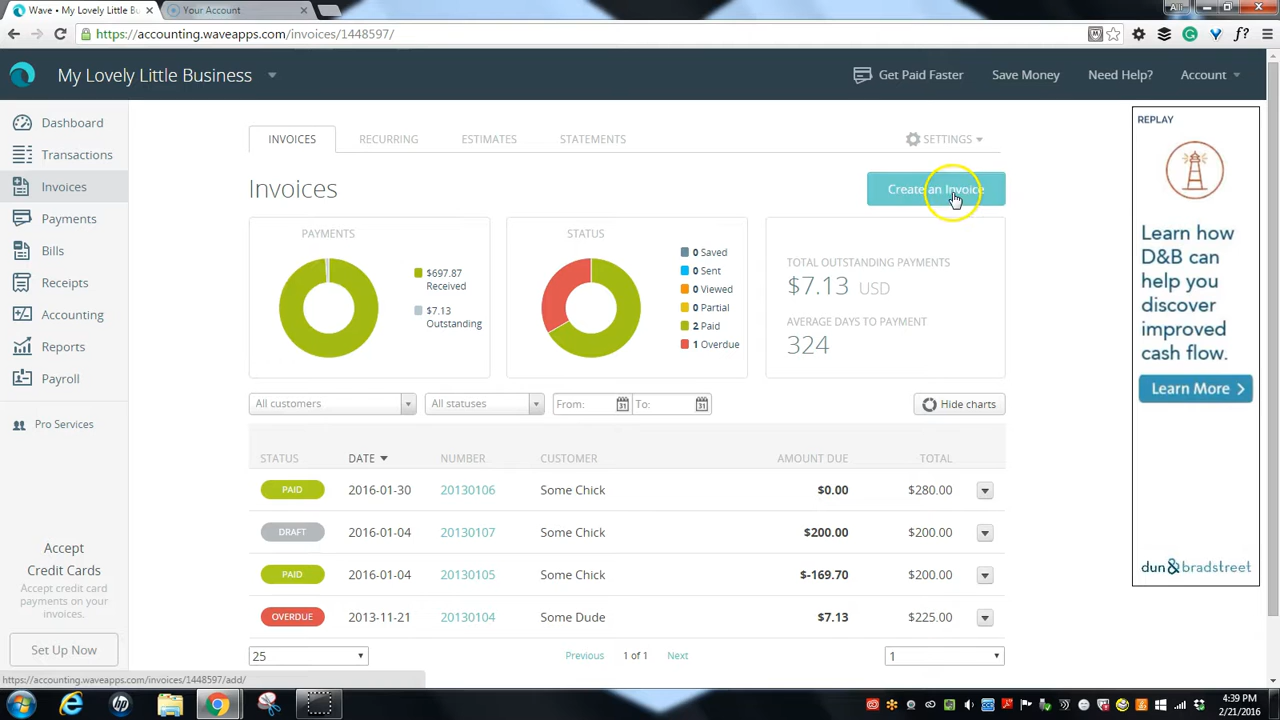 Wave • My Lovely Little B
Your Account
Alli
https://accounting.waveapps.com/invoices/1448597/
My Lovely Little Business
Get Paid Faster
Save Money
Need Help?
Account
Dashboard
Transactions
Invoices
Payments
Bills
Receipts
Accounting
Reports
Payroll
Pro Services
Accept
Credit Cards
Accept credit card
payments on your
invoices.
Set Up Now
INVOICES
RECURRING
ESTIMATES
STATEMENTS
SETTINGS
Invoices
Create an Invoice
PAYMENTS
$697.87
Received
$7.13
Outstanding
STATUS
0 Saved
0 Sent
0 Viewed
0 Partial
2 Paid
1 Overdue
TOTAL OUTSTANDING PAYMENTS
$7.13 USD
AVERAGE DAYS TO PAYMENT
324
All customers
All statuses
From:
31
To:
31
Hide charts
STATUS DATE NUMBER CUSTOMER AMOUNT DUE TOTAL
PAID 2016-01-30 20130106 Some Chick $0.00 $280.00
DRAFT 2016-01-04 20130107 Some Chick $200.00 $200.00
PAID 2016-01-04 20130105 Some Chick $-169.70 $200.00
OVERDUE 2013-11-21 20130104 Some Dude $7.13 $225.00
25
Previous 1 of 1 Next
1
REPLAY
Learn how
D&B can
help you
discover
improved
cash flow.
Learn More
dun&bradstreet
https://accounting.waveapps.com/invoices/1448597/add/
4:39 PM
2/21/2016